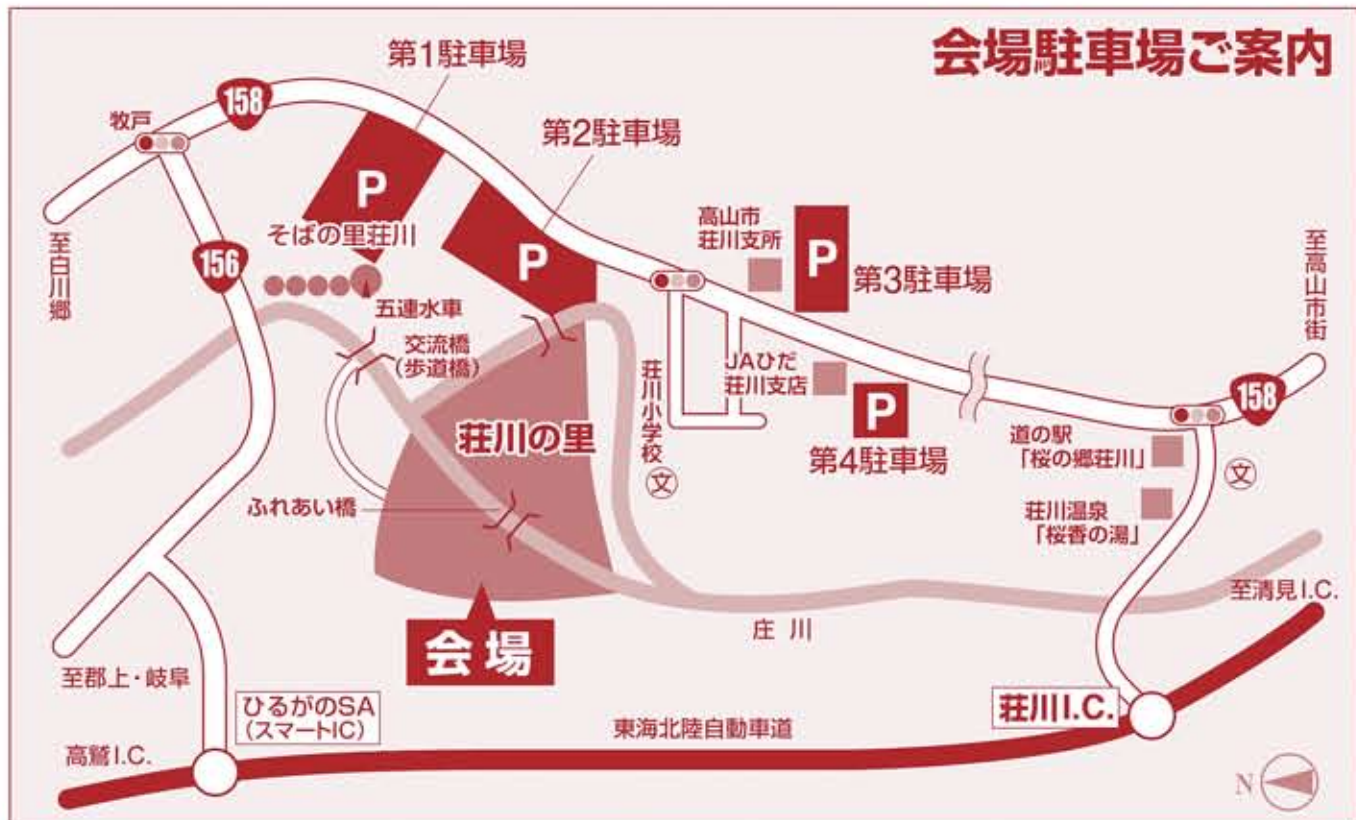 会場駐車場ご案内
第1駐車場
158
牧戸
第2駐車場
P
高山市
荘川支所
至高山市街
そばの里荘川
P
P
第3駐車場
至白川郷
156
五連水車
交流橋
(歩道橋)
荘川小学校
文
JAひだ
荘川支店
P
第4駐車場
158
道の駅
「桜の郷荘川」
文
荘川の里
ふれあい橋
荘川温泉
「桜香の湯」
至清見I.C.
庄川
会場
至郡上・岐阜
ひるがのSA
(スマートIC)
荘川I.C.
東海北陸自動車道
高鷲I.C.
N